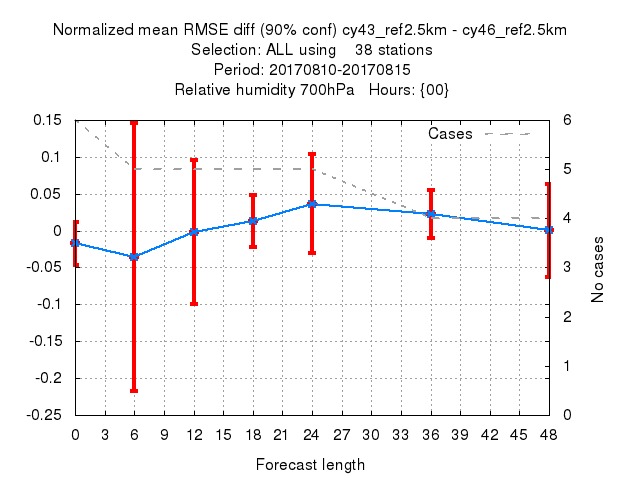 Normalized mean RMSE diff (90% conf) cy43_ref2.5km - cy46_ref2.5km
Selection: ALL using    38 stations
Period: 20170810-20170815
Relative humidity 700hPa   Hours: {00}
Cases
0.15
0.1
0.05
0
-0.05
-0.1
-0.15
-0.2
-0.25
6
5
4
3
2
1
0
No cases
0 3 6 9 12 15 18 21 24 27 30 33 36 39 42 45 48
Forecast length